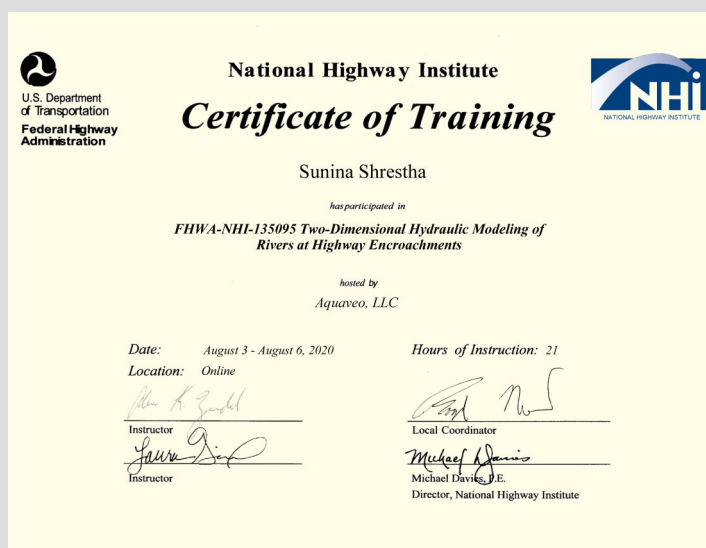 U.S. Department
of Transportation
Federal Highway
Administration
National Highway Institute
Certificate of Training
NHi
NATIONAL HIGHWAY INSTITUTE
Sunina Shrestha
has participated in
FHWA-NHI-135095 Two-Dimensional Hydraulic Modeling of
Rivers at Highway Encroachments
hosted by
Aquaveo, LLC
Date: August 3 - August 6, 2020
Location: Online
Hours of Instruction: 21
Instructor
Laura
Instructor
Local Coordinator
Michael Davies
Michael Davies, P.E.
Director, National Highway Institute